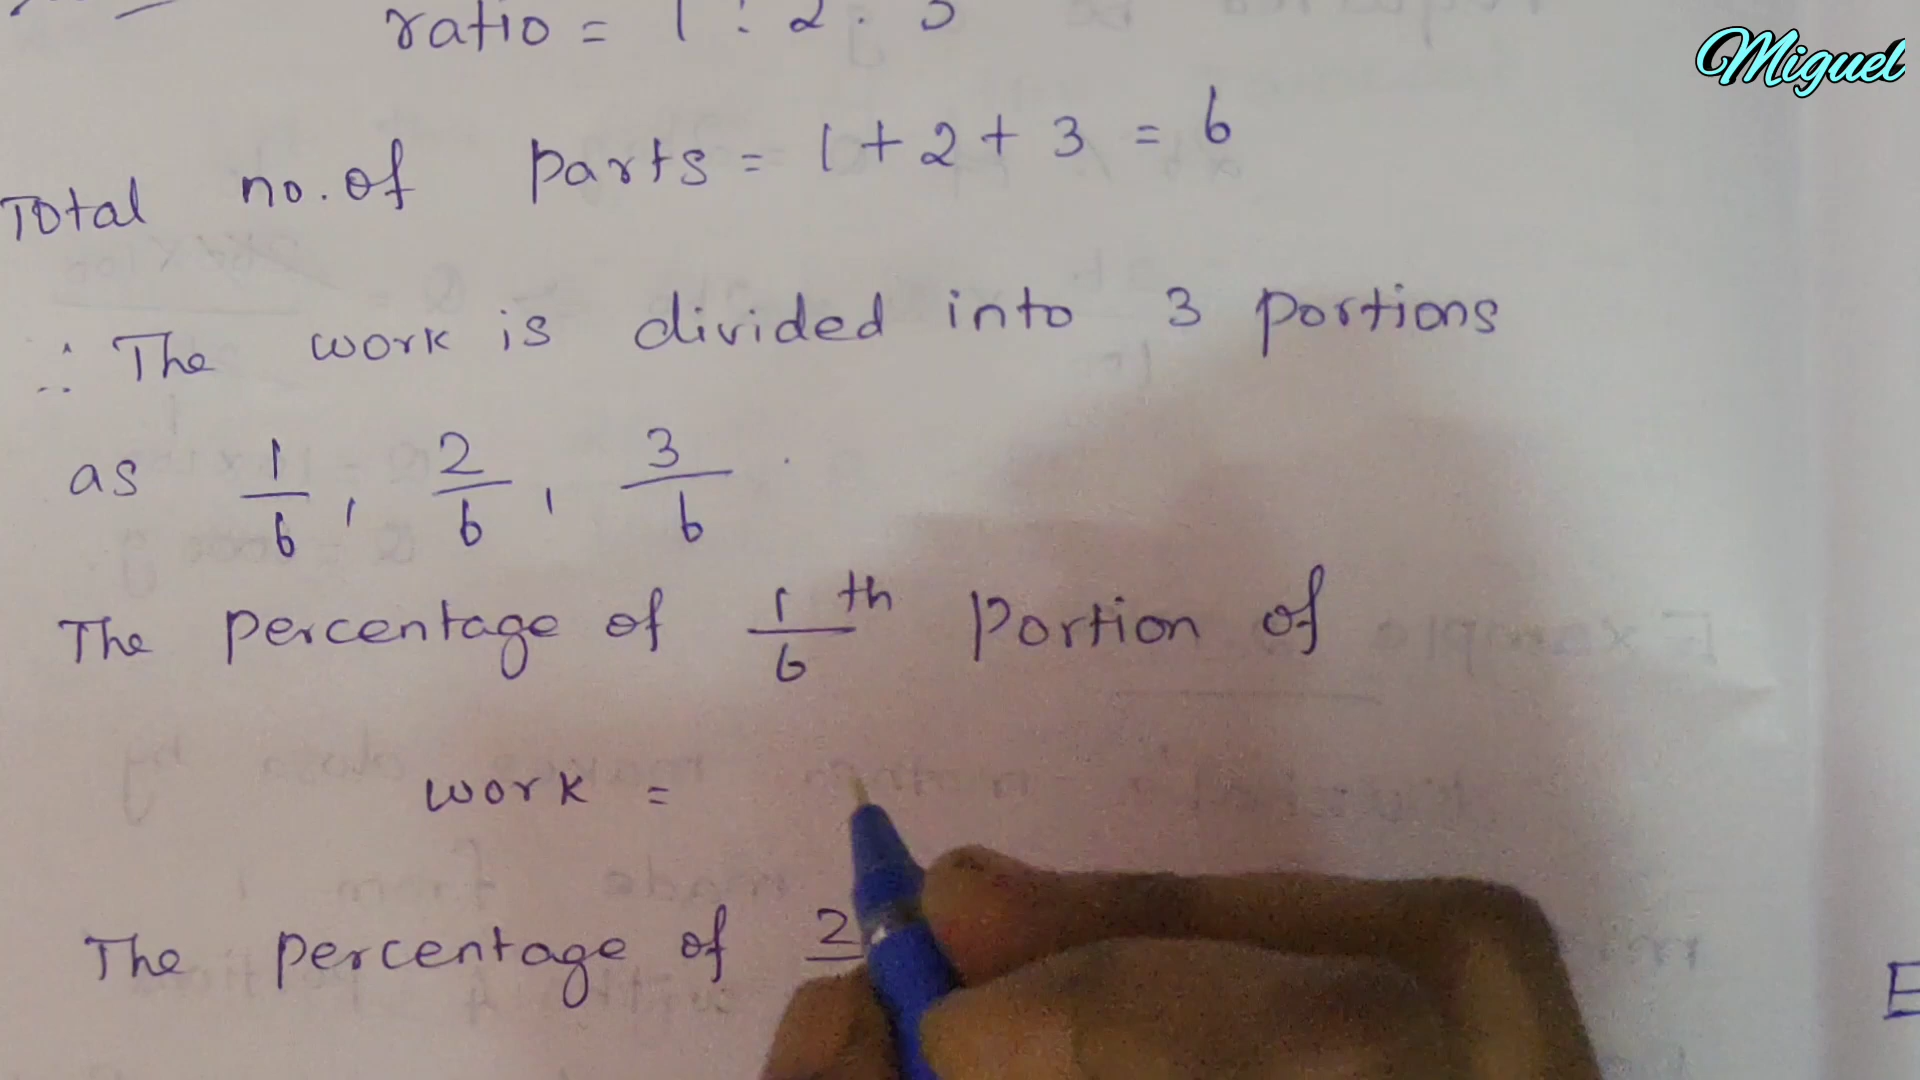 ratio = 1 : 2 : 3
Miguel
Total no. of parts = 1 + 2 + 3 = 6
∴ The work is divided into 3 portions
as 1/6, 2/6, 3/6.
The percentage of 1/6 th portion of
work =
The percentage of 2
E